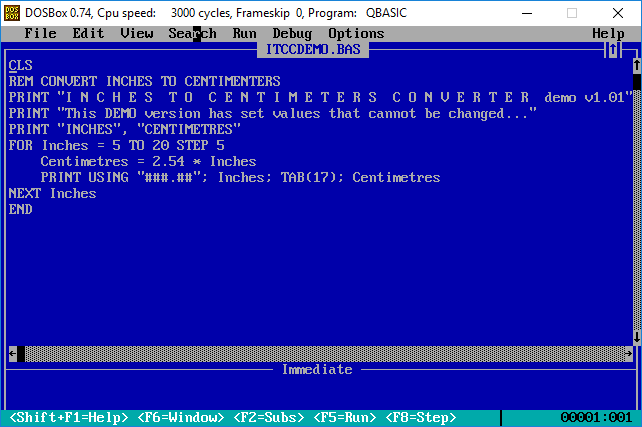 DOSBox 0.74, Cpu speed: 3000 cycles, Frameskip 0, Program: QBASIC
File Edit View Search Run Debug Options Help
ITCCDEMO.BAS
CLS
REM CONVERT INCHES TO CENTIMENTERS
PRINT "I N C H E S  T O  C E N T I M E T E R S  C O N V E R T E R  demo v1.01"
PRINT "This DEMO version has set values that cannot be changed..."
PRINT "INCHES", "CENTIMETRES"
FOR Inches = 5 TO 20 STEP 5
    Centimetres = 2.54 * Inches
    PRINT USING "###.##"; Inches; TAB(17); Centimetres
NEXT Inches
END
Immediate
<Shift+F1=Help> <F6=Window> <F2=Subs> <F5=Run> <F8=Step> 00001:001